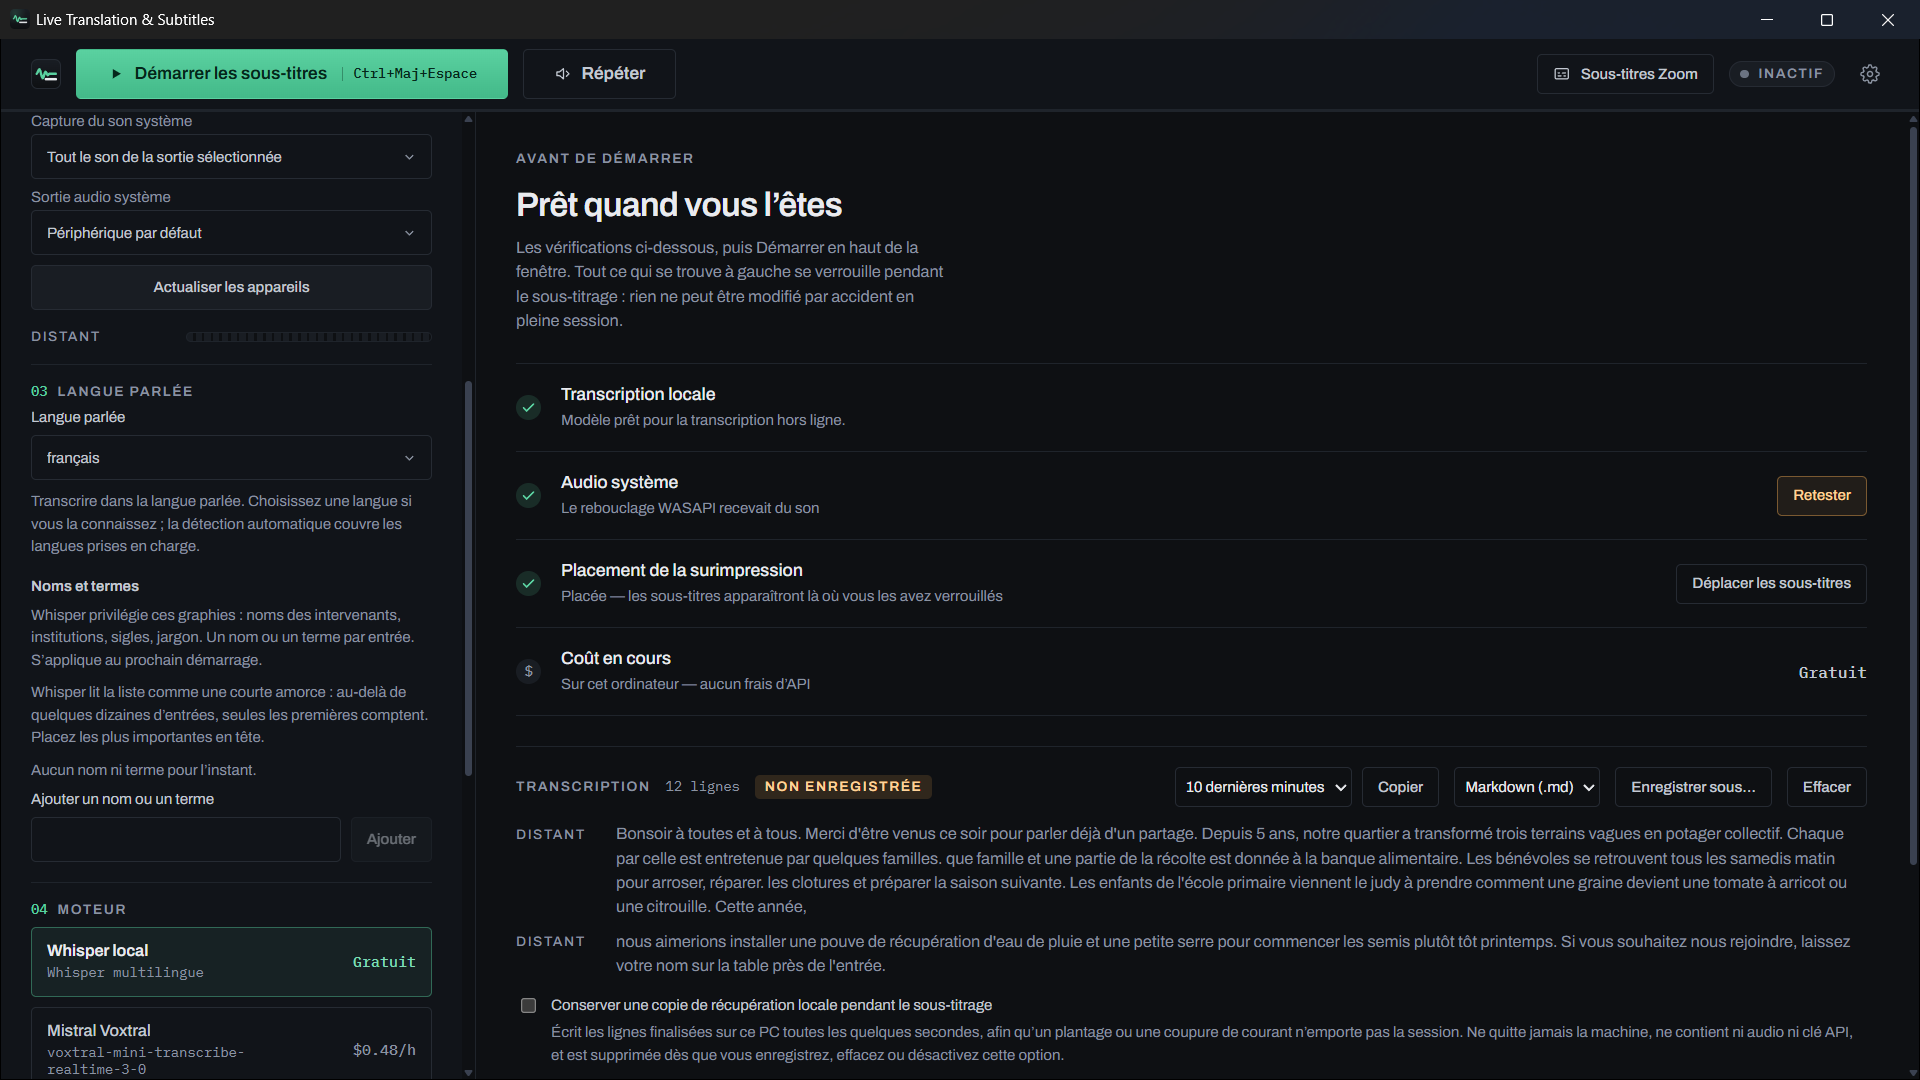 Live Translation & Subtitles
Démarrer les sous-titres Ctrl+Maj+Espace
Répéter
Sous-titres Zoom
INACTIF
Capture du son système
Tout le son de la sortie sélectionnée
Sortie audio système
Périphérique par défaut
Actualiser les appareils
DISTANT
03 LANGUE PARLÉE
Langue parlée
français
Transcrire dans la langue parlée. Choisissez une langue si
vous la connaissez ; la détection automatique couvre les
langues prises en charge.
Noms et termes
Whisper privilégie ces graphies : noms des intervenants,
institutions, sigles, jargon. Un nom ou un terme par entrée.
S’applique au prochain démarrage.
Whisper lit la liste comme une courte amorce : au-delà de
quelques dizaines d’entrées, seules les premières comptent.
Placez les plus importantes en tête.
Aucun nom ni terme pour l’instant.
Ajouter un nom ou un terme
Ajouter
04 MOTEUR
Whisper local
Whisper multilingue
Gratuit
Mistral Voxtral
voxtral-mini-transcribe-
realtime-3-0
$0.48/h
AVANT DE DÉMARRER
Prêt quand vous l’êtes
Les vérifications ci-dessous, puis Démarrer en haut de la
fenêtre. Tout ce qui se trouve à gauche se verrouille pendant
le sous-titrage : rien ne peut être modifié par accident en
pleine session.
Transcription locale
Modèle prêt pour la transcription hors ligne.
Audio système
Le rebouclage WASAPI recevait du son
Retester
Placement de la surimpression
Placée — les sous-titres apparaîtront là où vous les avez verrouillés
Déplacer les sous-titres
$
Coût en cours
Sur cet ordinateur — aucun frais d’API
Gratuit
TRANSCRIPTION 12 lignes NON ENREGISTRÉE
10 dernières minutes
Copier
Markdown (.md)
Enregistrer sous…
Effacer
DISTANT
Bonsoir à toutes et à tous. Merci d'être venus ce soir pour parler déjà d'un partage. Depuis 5 ans, notre quartier a transformé trois terrains vagues en potager collectif. Chaque
par celle est entretenue par quelques familles. que famille et une partie de la récolte est donnée à la banque alimentaire. Les bénévoles se retrouvent tous les samedis matin
pour arroser, réparer. les clotures et préparer la saison suivante. Les enfants de l'école primaire viennent le judy à prendre comment une graine devient une tomate à arricot ou
une citrouille. Cette année,
DISTANT
nous aimerions installer une pouve de récupération d'eau de pluie et une petite serre pour commencer les semis plutôt tôt printemps. Si vous souhaitez nous rejoindre, laissez
votre nom sur la table près de l'entrée.
Conserver une copie de récupération locale pendant le sous-titrage
Écrit les lignes finalisées sur ce PC toutes les quelques secondes, afin qu’un plantage ou une coupure de courant n’emporte pas la session. Ne quitte jamais la machine, ne contient ni audio ni clé API,
et est supprimée dès que vous enregistrez, effacez ou désactivez cette option.